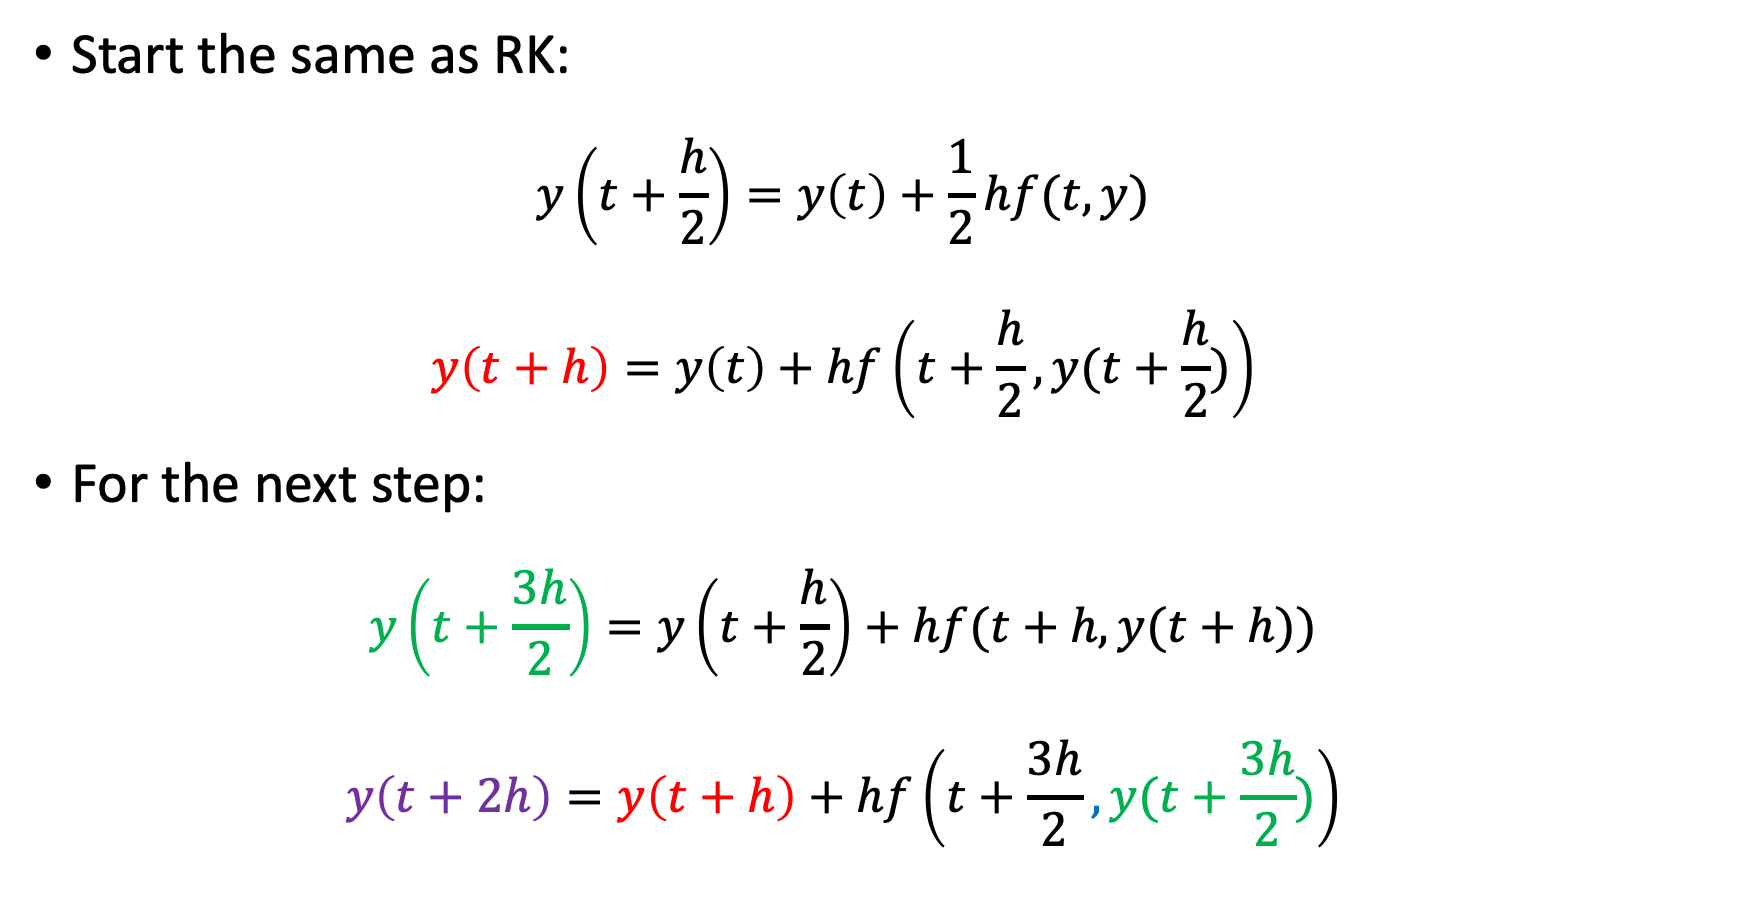 • Start the same as RK:
y(t + h/2) = y(t) + 1/2 hf(t, y)
y(t + h) = y(t) + hf(t + h/2, y(t + h/2))
• For the next step:
y(t + 3h/2) = y(t + h/2) + hf(t + h, y(t + h))
y(t + 2h) = y(t + h) + hf(t + 3h/2, y(t + 3h/2))